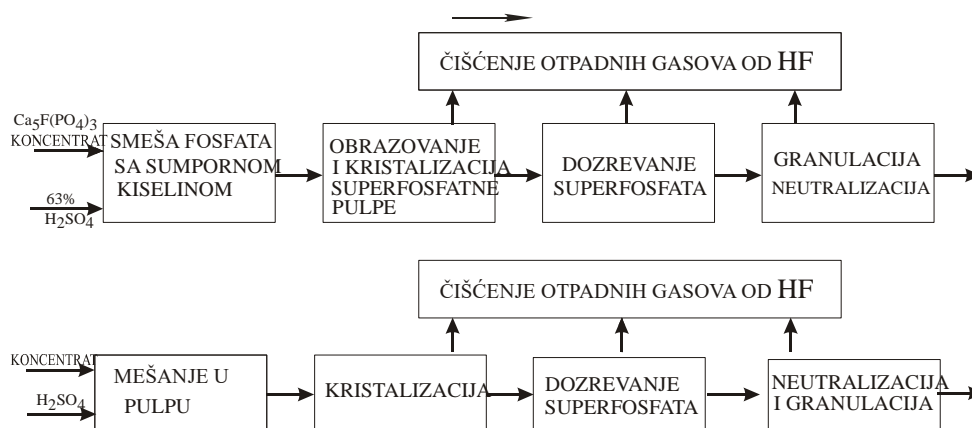 ČIŠĆENJE OTPADNIH GASOVA OD HF
Ca5F(PO4)3
KONCENTRAT
63%
H2SO4
SMEŠA FOSFATA
SA SUMPORNOM
KISELINOM
OBRAZOVANJE
I KRISTALIZACIJA
SUPERFOSFATNE
PULPE
DOZREVANJE
SUPERFOSFATA
GRANULACIJA
NEUTRALIZACIJA
ČIŠĆENJE OTPADNIH GASOVA OD HF
KONCENTRAT
H2SO4
MEŠANJE U
PULPU
KRISTALIZACIJA
DOZREVANJE
SUPERFOSFATA
NEUTRALIZACIJA
I GRANULACIJA